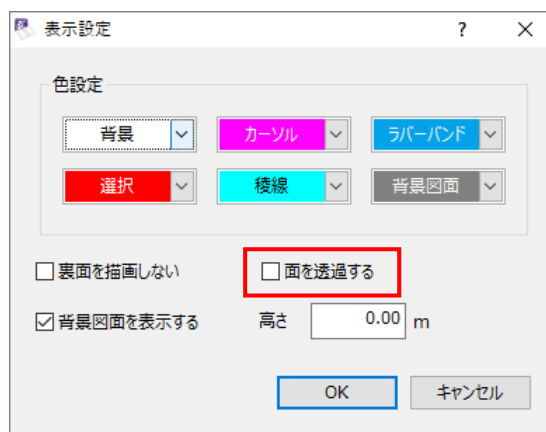 表示設定
?
色設定
背景 カーソル ラバーバンド
選択 稜線 背景図面
裏面を描画しない 面を透過する
背景図面を表示する 高さ 0.00 m
OK キャンセル